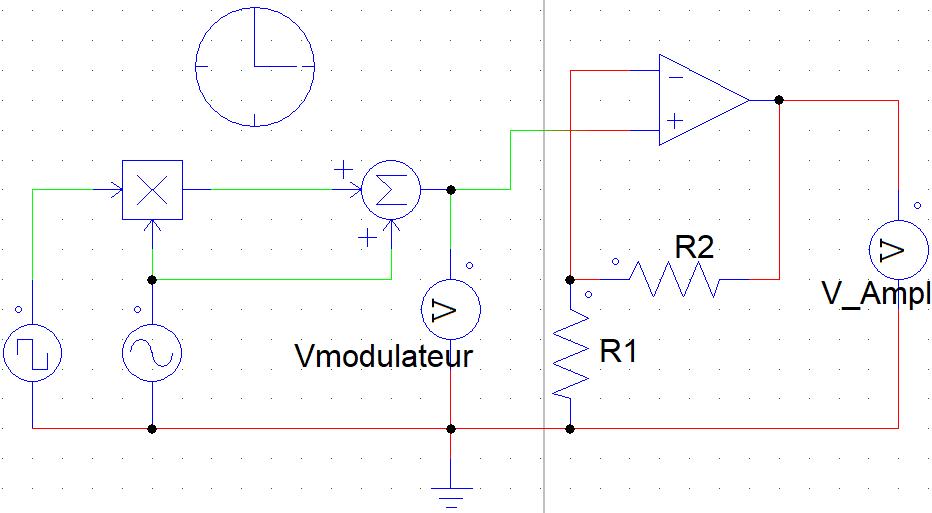 R2
V
V
V_Ampl
Vmodulateur
R1